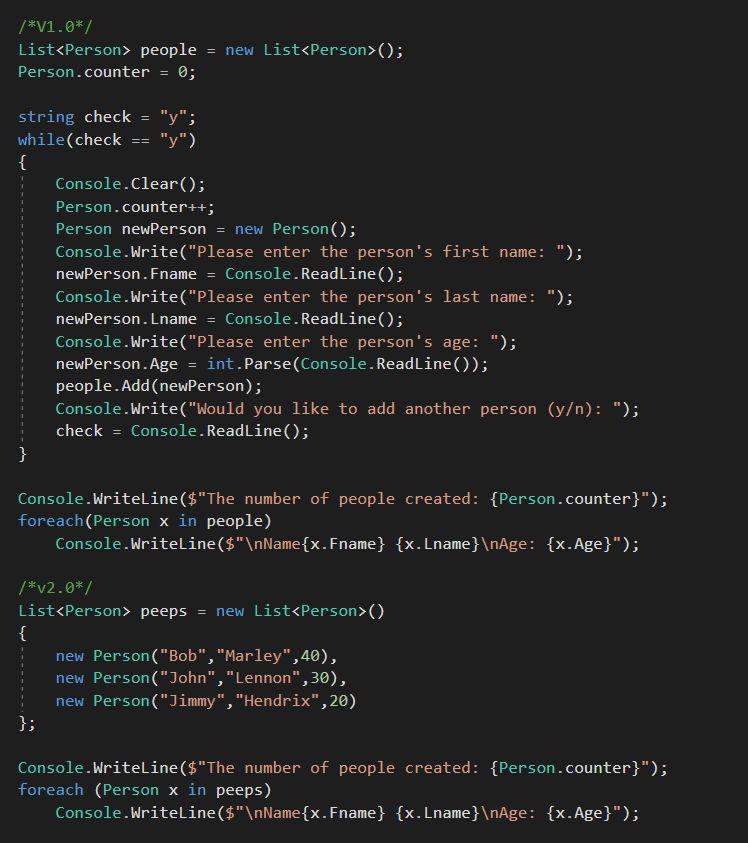 /*V1.0*/
List<Person> people = new List<Person>();
Person.counter = 0;

string check = "y";
while(check == "y")
{
    Console.Clear();
    Person.counter++;
    Person newPerson = new Person();
    Console.Write("Please enter the person's first name: ");
    newPerson.Fname = Console.ReadLine();
    Console.Write("Please enter the person's last name: ");
    newPerson.Lname = Console.ReadLine();
    Console.Write("Please enter the person's age: ");
    newPerson.Age = int.Parse(Console.ReadLine());
    people.Add(newPerson);
    Console.Write("Would you like to add another person (y/n): ");
    check = Console.ReadLine();
}

Console.WriteLine($"The number of people created: {Person.counter}");
foreach(Person x in people)
    Console.WriteLine($"\nName{x.Fname} {x.Lname}\nAge: {x.Age}");

/*v2.0*/
List<Person> peeps = new List<Person>()
{
    new Person("Bob","Marley",40),
    new Person("John","Lennon",30),
    new Person("Jimmy","Hendrix",20)
};

Console.WriteLine($"The number of people created: {Person.counter}");
foreach (Person x in peeps)
    Console.WriteLine($"\nName{x.Fname} {x.Lname}\nAge: {x.Age}");